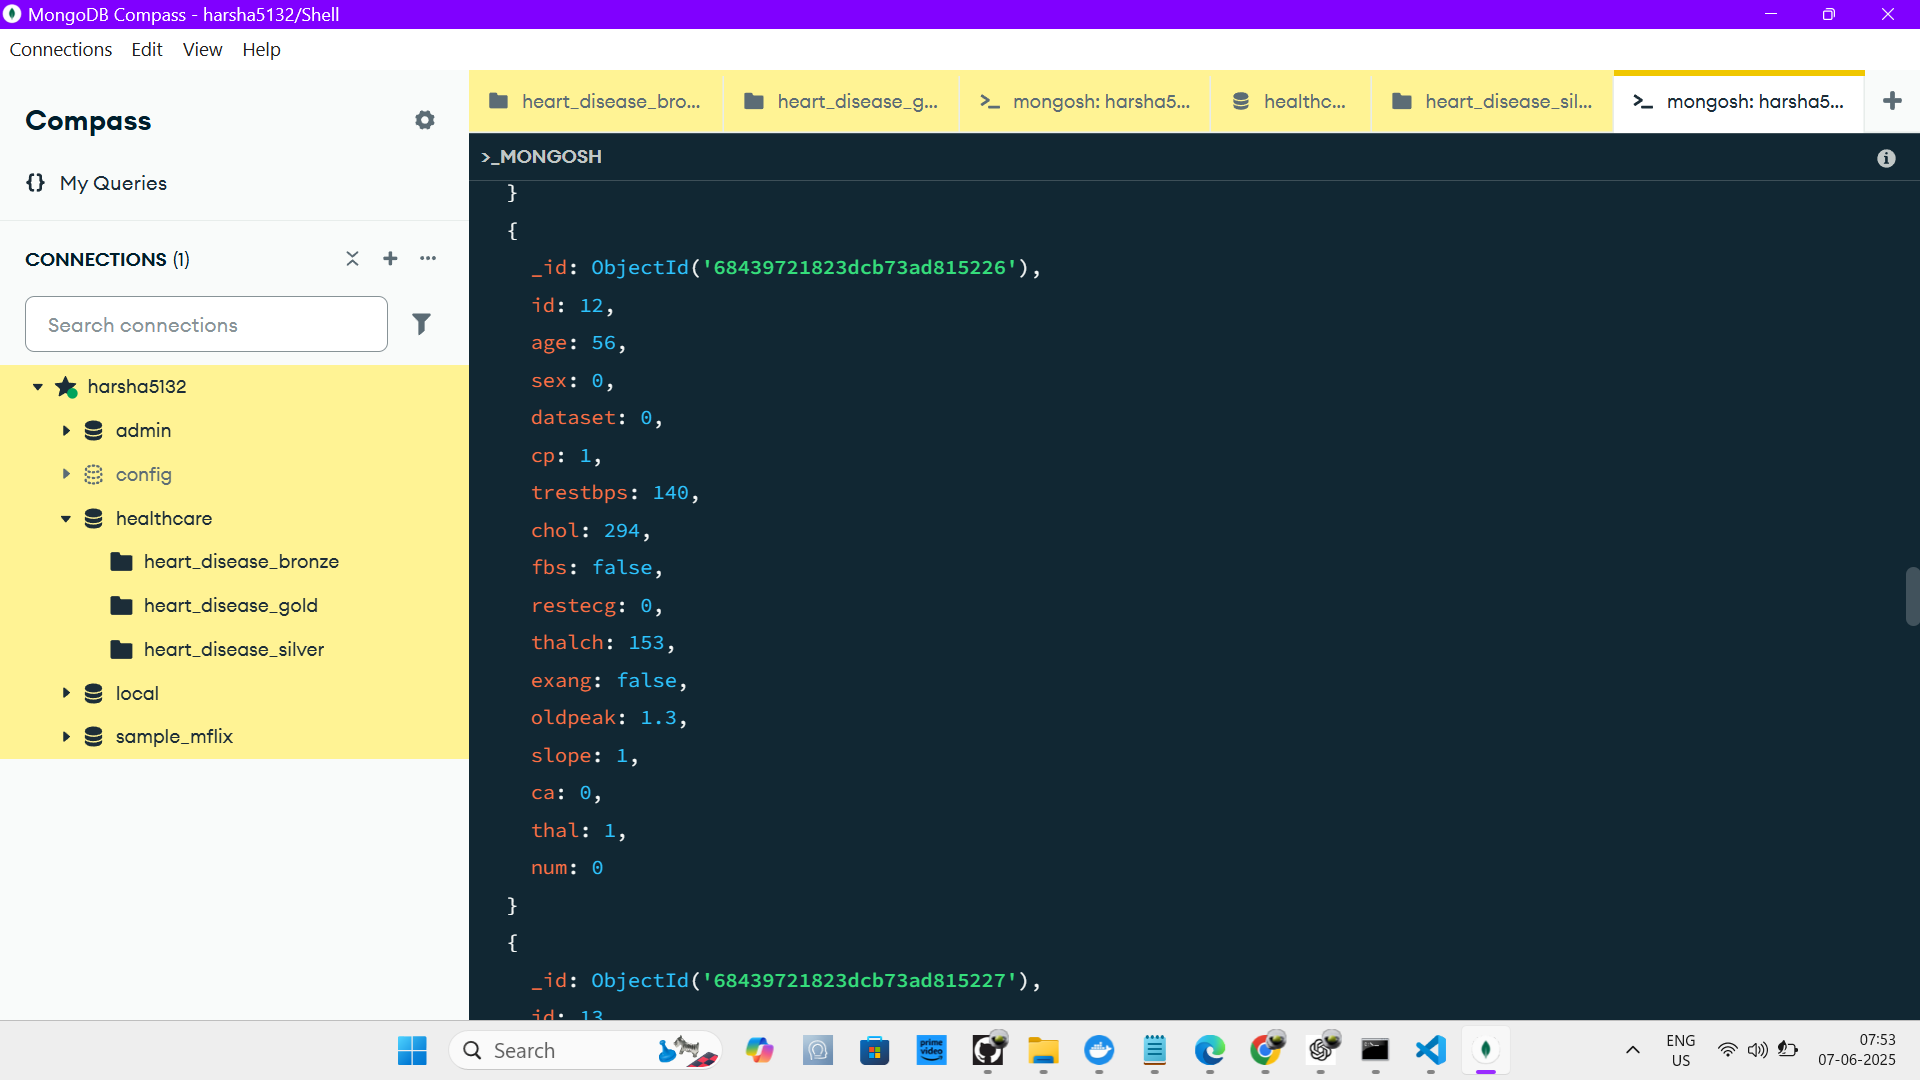 MongoDB Compass - harsha5132/Shell
Connections Edit View Help
Compass
My Queries
CONNECTIONS (1)
Search connections
harsha5132
admin
config
healthcare
heart_disease_bronze
heart_disease_gold
heart_disease_silver
local
sample_mflix
heart_disease_bro...
heart_disease_g...
mongosh: harsha5...
healthc...
heart_disease_sil...
mongosh: harsha5...
>_MONGOSH
}
{
_id: ObjectId('68439721823dcb73ad815226'),
id: 12,
age: 56,
sex: 0,
dataset: 0,
cp: 1,
trestbps: 140,
chol: 294,
fbs: false,
restecg: 0,
thalch: 153,
exang: false,
oldpeak: 1.3,
slope: 1,
ca: 0,
thal: 1,
num: 0
}
{
_id: ObjectId('68439721823dcb73ad815227'),
id: 13
Search
prime video
ENG
US
07:53
07-06-2025